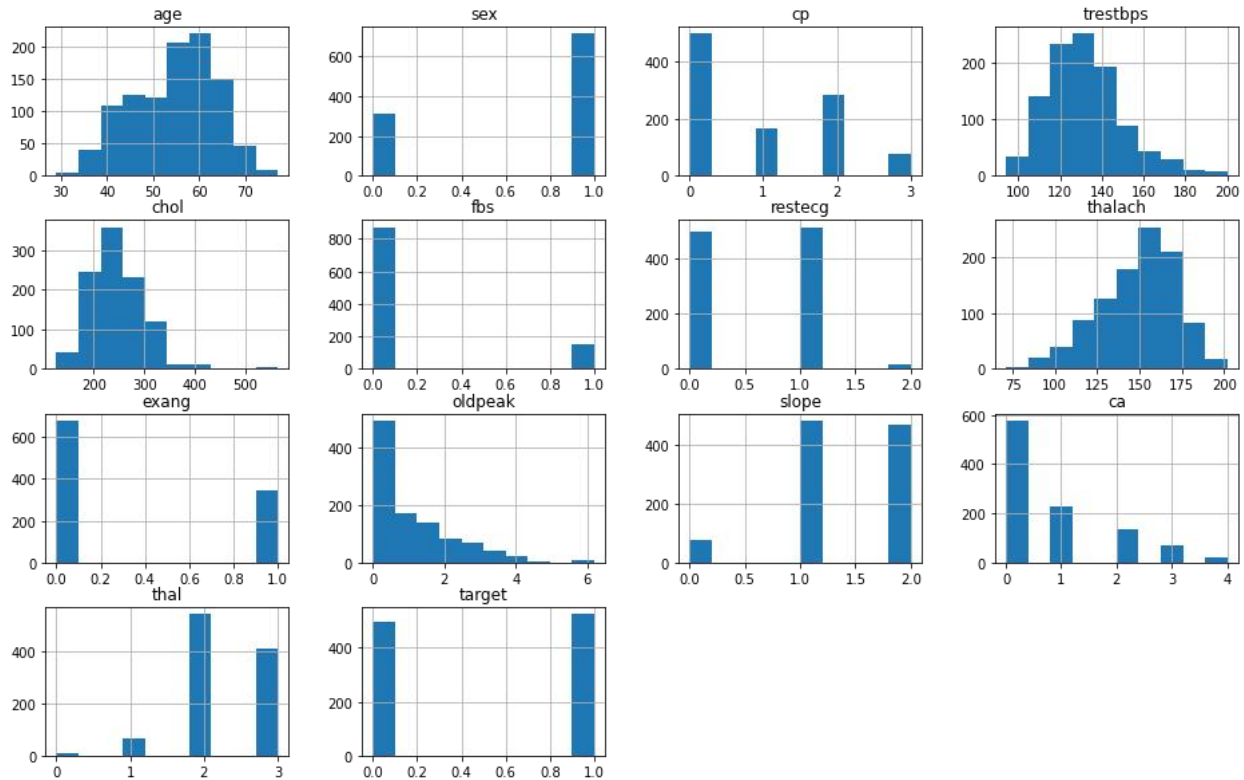 age sex cp trestbps
200 150 100 50 0
30 40 50 60 70
600 400 200 0
0.0 0.2 0.4 0.6 0.8 1.0
400 200 0
0 1 2 3
200 100 0
100 120 140 160 180 200
chol fbs restecg thalach
300 200 100 0
200 300 400 500
800 600 400 200 0
0.0 0.2 0.4 0.6 0.8 1.0
400 200 0
0.0 0.5 1.0 1.5 2.0
200 100 0
75 100 125 150 175 200
exang oldpeak slope ca
600 400 200 0
0.0 0.2 0.4 0.6 0.8 1.0
400 200 0
0 2 4 6
400 200 0
0.0 0.5 1.0 1.5 2.0
600 400 200 0
0 1 2 3 4
thal target
400 200 0
0 1 2 3
400 200 0
0.0 0.2 0.4 0.6 0.8 1.0